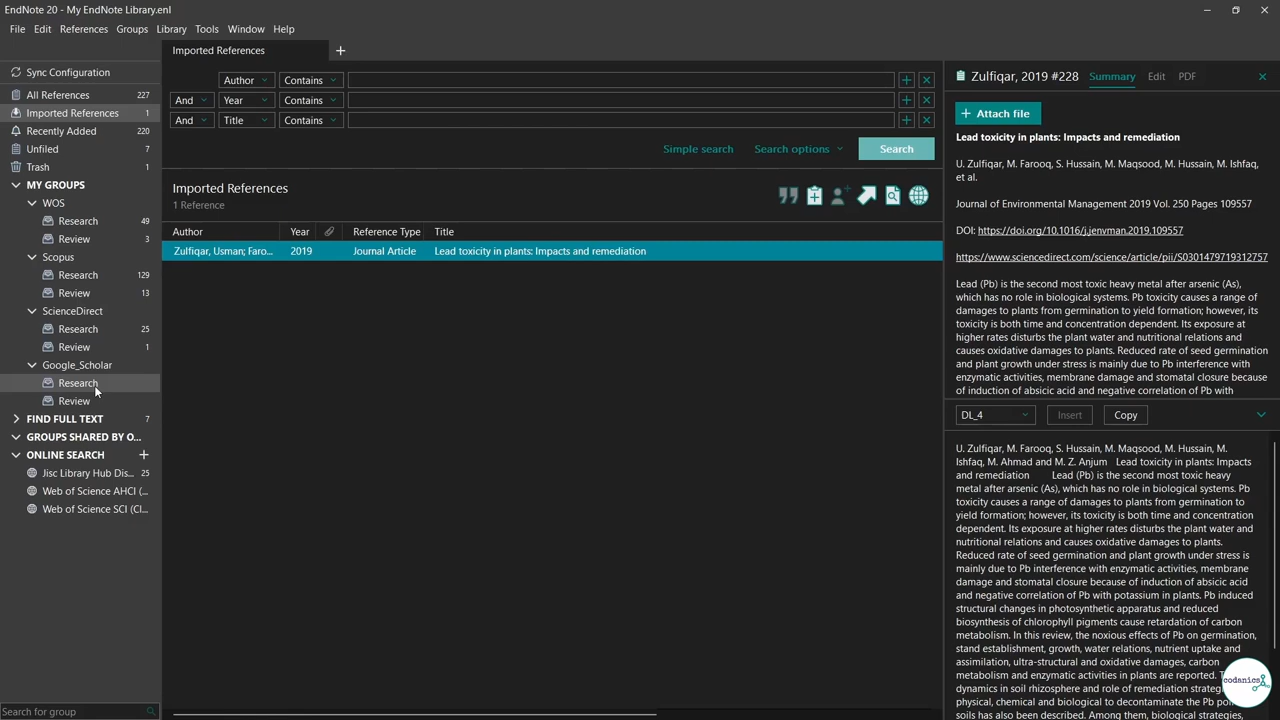 EndNote 20 - My EndNote Library.enl
File Edit References Groups Library Tools Window Help
Sync Configuration
All References 227
Imported References 1
Recently Added 220
Unfiled 7
Trash 1
MY GROUPS
WOS
Research 49
Review 3
Scopus
Research 129
Review 13
ScienceDirect
Research 25
Review 1
Google_Scholar
Research
Review
FIND FULL TEXT 7
GROUPS SHARED BY O...
ONLINE SEARCH +
Jisc Library Hub Dis... 25
Web of Science AHCI (...
Web of Science SCI (Cl...
Search for group
Imported References +
Author Contains
And Year Contains
And Title Contains
Simple search Search options Search
Imported References
1 Reference
Author Year Reference Type Title
Zulfiqar, Usman; Faro... 2019 Journal Article Lead toxicity in plants: Impacts and remediation
Zulfiqar, 2019 #228 Summary Edit PDF
+ Attach file
Lead toxicity in plants: Impacts and remediation
U. Zulfiqar, M. Farooq, S. Hussain, M. Maqsood, M. Hussain, M. Ishfaq,
et al.
Journal of Environmental Management 2019 Vol. 250 Pages 109557
DOI: https://doi.org/10.1016/j.jenvman.2019.109557
https://www.sciencedirect.com/science/article/pii/S0301479719312757
Lead (Pb) is the second most toxic heavy metal after arsenic (As),
which has no role in biological systems. Pb toxicity causes a range of
damages to plants from germination to yield formation; however, its
toxicity is both time and concentration dependent. Its exposure at
higher rates disturbs the plant water and nutritional relations and
causes oxidative damages to plants. Reduced rate of seed germination
and plant growth under stress is mainly due to Pb interference with
enzymatic activities, membrane damage and stomatal closure because
of induction of absicic acid and negative correlation of Pb with
DL_4 Insert Copy
U. Zulfiqar, M. Farooq, S. Hussain, M. Maqsood, M. Hussain, M.
Ishfaq, M. Ahmad and M. Z. Anjum Lead toxicity in plants: Impacts
and remediation Lead (Pb) is the second most toxic heavy
metal after arsenic (As), which has no role in biological systems. Pb
toxicity causes a range of damages to plants from germination to
yield formation; however, its toxicity is both time and concentration
dependent. Its exposure at higher rates disturbs the plant water and
nutritional relations and causes oxidative damages to plants.
Reduced rate of seed germination and plant growth under stress is
mainly due to Pb interference with enzymatic activities, membrane
damage and stomatal closure because of induction of absicic acid
and negative correlation of Pb with potassium in plants. Pb induced
structural changes in photosynthetic apparatus and reduced
biosynthesis of chlorophyll pigments cause retardation of carbon
metabolism. In this review, the noxious effects of Pb on germination,
stand establishment, growth, water relations, nutrient uptake and
assimilation, ultra-structural and oxidative damages, carbon
metabolism and enzymatic activities in plants are reported.
dynamics in soil rhizosphere and role of remediation
physical, chemical and biological to decontaminate the Pb
soils has also been discussed. Among them, biological strategies,
codanics